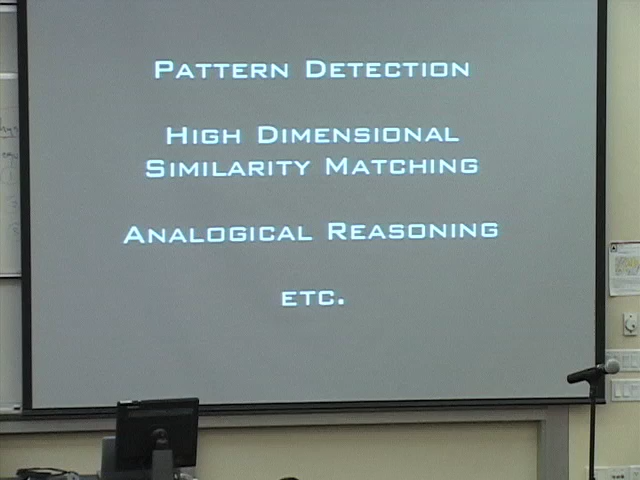 Pattern Detection
High Dimensional
Similarity Matching
Analogical Reasoning
etc.